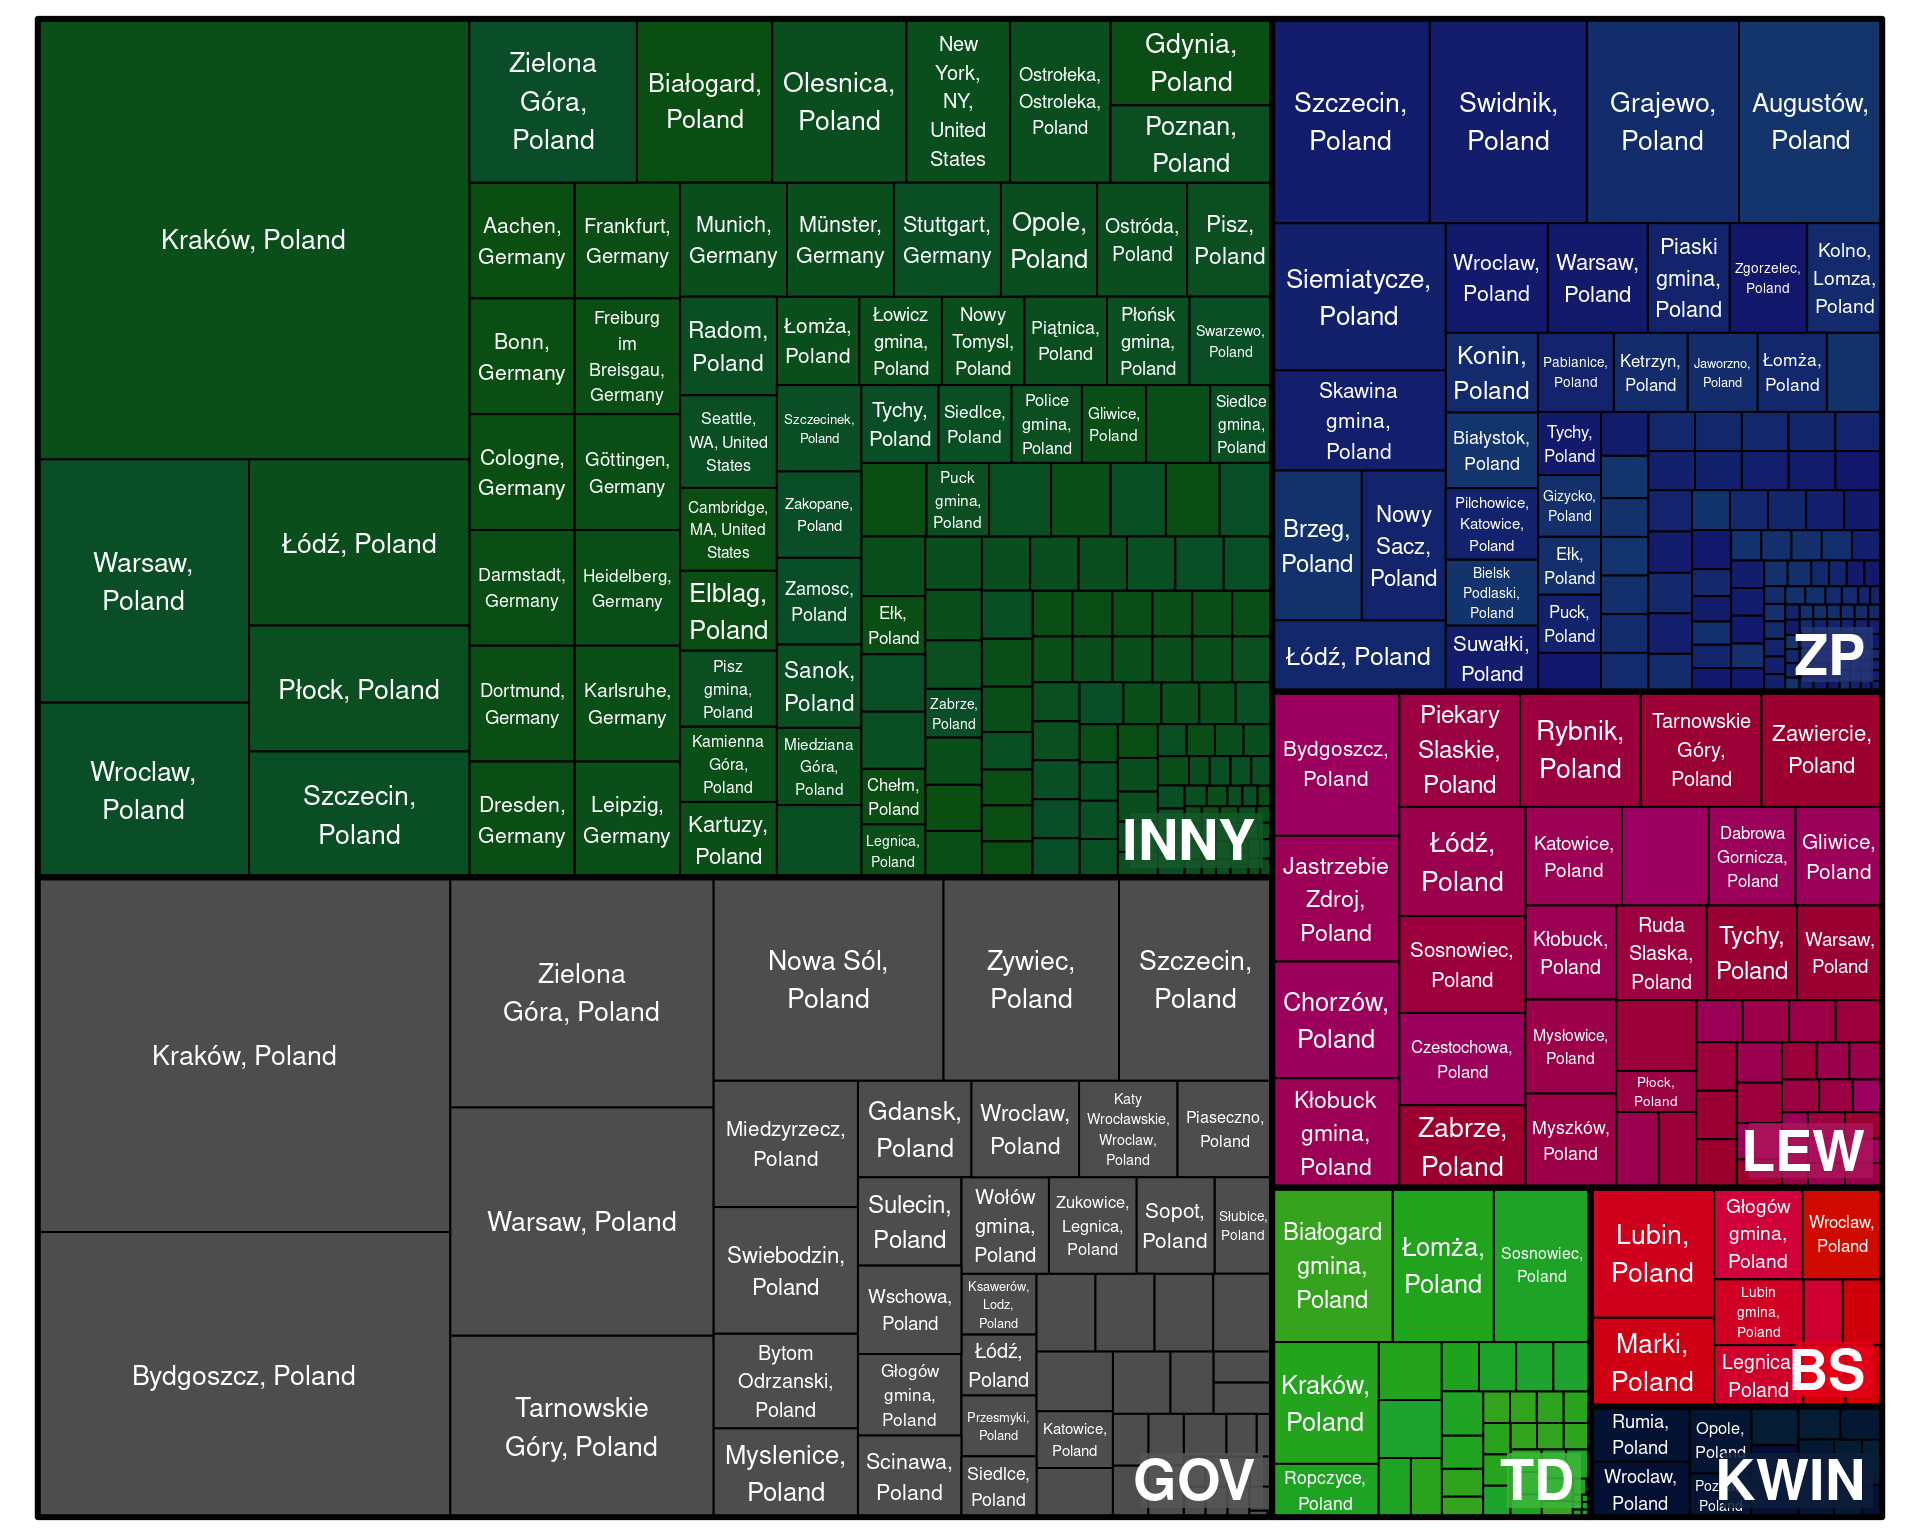 Kraków, Poland
Zielona
Góra,
Poland
Białogard,
Poland
Olesnica,
Poland
New
York,
NY,
United
States
Ostrołeka,
Ostroleka,
Poland
Gdynia,
Poland
Poznan,
Poland
Aachen,
Germany
Frankfurt,
Germany
Munich,
Germany
Münster,
Germany
Stuttgart,
Germany
Opole,
Poland
Ostróda,
Poland
Pisz,
Poland
Bonn,
Germany
Freiburg
im
Breisgau,
Germany
Radom,
Poland
Łomża,
Poland
Łowicz
gmina,
Poland
Nowy
Tomysl,
Poland
Piątnica,
Poland
Płońsk
gmina,
Poland
Swarzewo,
Poland
Seattle,
WA, United
States
Szczecinek,
Poland
Tychy,
Poland
Siedlce,
Poland
Police
gmina,
Poland
Gliwice,
Poland
Siedlce
gmina,
Poland
Cologne,
Germany
Göttingen,
Germany
Cambridge,
MA, United
States
Zakopane,
Poland
Puck
gmina,
Poland
Warsaw,
Poland
Łódź, Poland
Darmstadt,
Germany
Heidelberg,
Germany
Elblag,
Poland
Zamosc,
Poland
Ełk,
Poland
Płock, Poland
Dortmund,
Germany
Karlsruhe,
Germany
Pisz
gmina,
Poland
Sanok,
Poland
Zabrze,
Poland
Wroclaw,
Poland
Szczecin,
Poland
Dresden,
Germany
Leipzig,
Germany
Kamienna
Góra,
Poland
Miedziana
Góra,
Poland
Kartuzy,
Poland
Chełm,
Poland
Legnica,
Poland
INNY
Szczecin,
Poland
Swidnik,
Poland
Grajewo,
Poland
Augustów,
Poland
Siemiatycze,
Poland
Wroclaw,
Poland
Warsaw,
Poland
Piaski
gmina,
Poland
Zgorzelec,
Poland
Kolno,
Lomza,
Poland
Skawina
gmina,
Poland
Konin,
Poland
Pabianice,
Poland
Ketrzyn,
Poland
Jaworzno,
Poland
Łomża,
Poland
Białystok,
Poland
Tychy,
Poland
Brzeg,
Poland
Nowy
Sacz,
Poland
Pilchowice,
Katowice,
Poland
Gizycko,
Poland
Bielsk
Podlaski,
Poland
Ełk,
Poland
Łódź, Poland
Suwałki,
Poland
Puck,
Poland
ZP
Kraków, Poland
Zielona
Góra, Poland
Nowa Sól,
Poland
Zywiec,
Poland
Szczecin,
Poland
Bydgoszcz, Poland
Warsaw, Poland
Tarnowskie
Góry, Poland
Miedzyrzecz,
Poland
Gdansk,
Poland
Wroclaw,
Poland
Katy
Wrocławskie,
Wroclaw,
Poland
Piaseczno,
Poland
Swiebodzin,
Poland
Sulecin,
Poland
Wołów
gmina,
Poland
Zukowice,
Legnica,
Poland
Sopot,
Poland
Słubice,
Poland
Wschowa,
Poland
Ksawerów,
Lodz,
Poland
Bytom
Odrzanski,
Poland
Głogów
gmina,
Poland
Łódź,
Poland
Przesmyki,
Poland
Katowice,
Poland
Myslenice,
Poland
Scinawa,
Poland
Siedlce,
Poland
GOV
Bydgoszcz,
Poland
Piekary
Slaskie,
Poland
Rybnik,
Poland
Tarnowskie
Góry,
Poland
Zawiercie,
Poland
Jastrzebie
Zdroj,
Poland
Łódź,
Poland
Katowice,
Poland
Dabrowa
Gornicza,
Poland
Gliwice,
Poland
Chorzów,
Poland
Sosnowiec,
Poland
Kłobuck,
Poland
Ruda
Slaska,
Poland
Tychy,
Poland
Warsaw,
Poland
Czestochowa,
Poland
Mysłowice,
Poland
Płock,
Poland
Kłobuck
gmina,
Poland
Zabrze,
Poland
Myszków,
Poland
LEW
Białogard
gmina,
Poland
Łomża,
Poland
Sosnowiec,
Poland
Kraków,
Poland
Ropczyce,
Poland
TD
Lubin,
Poland
Głogów
gmina,
Poland
Wroclaw,
Poland
Marki,
Poland
Lubin
gmina,
Poland
Legnica
Poland
BS
Rumia,
Poland
Opole,
Poland
Wroclaw,
Poland
Poland
KWIN